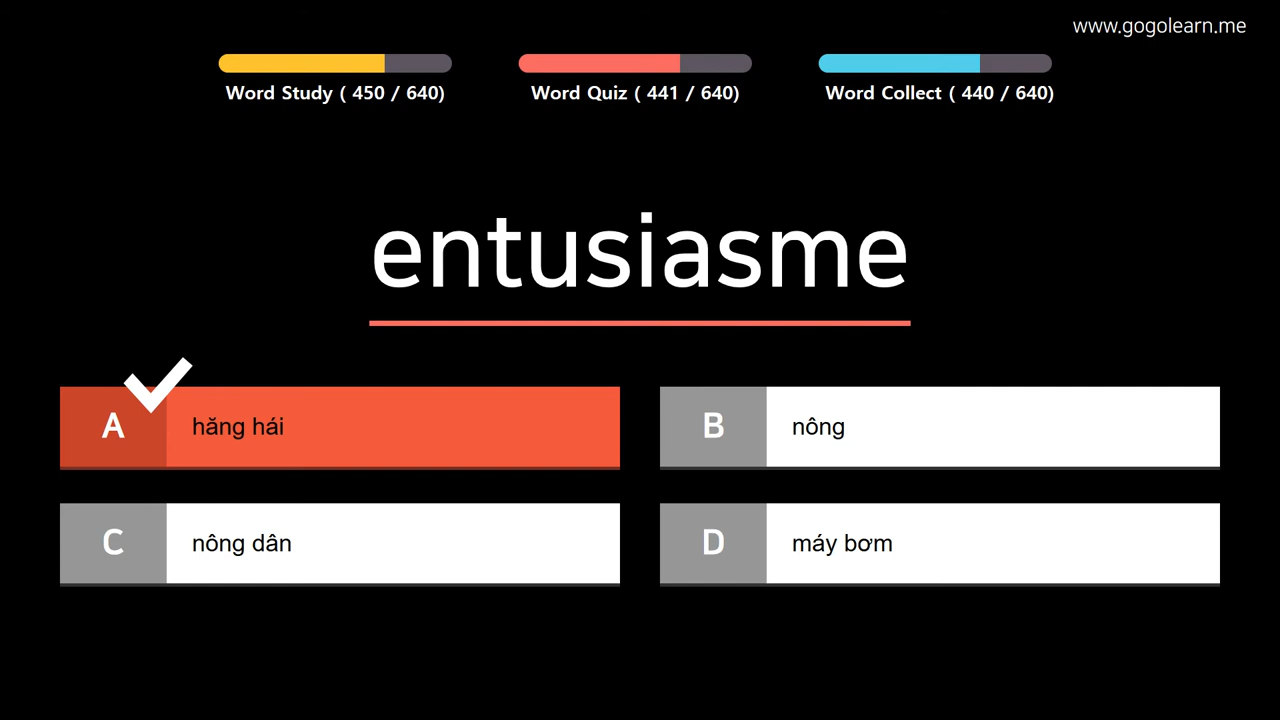 www.gogolearn.me
Word Study ( 450 / 640)
Word Quiz ( 441 / 640)
Word Collect ( 440 / 640)
entusiasme
A hăng hái
B nông
C nông dân
D máy bơm